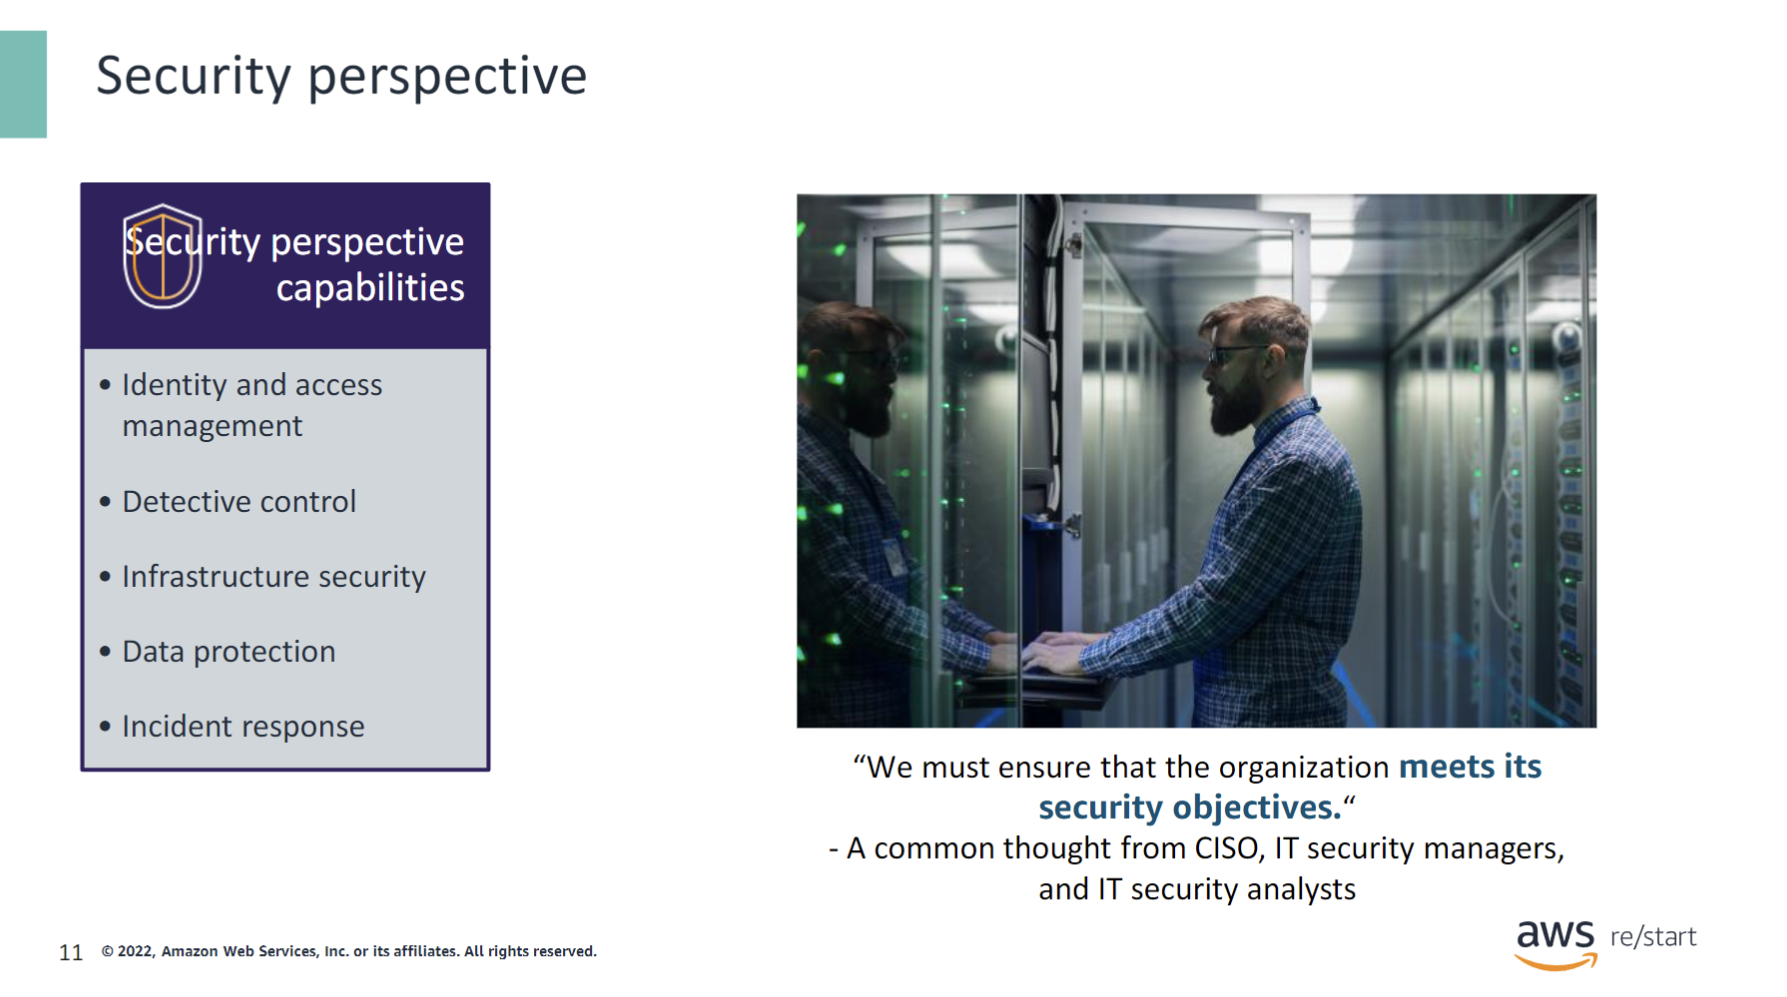 Security perspective
Security perspective
capabilities
• Identity and access
management
• Detective control
• Infrastructure security
• Data protection
• Incident response
“We must ensure that the organization meets its
security objectives.“
- A common thought from CISO, IT security managers,
and IT security analysts
11 © 2022, Amazon Web Services, Inc. or its affiliates. All rights reserved.
aws re/start